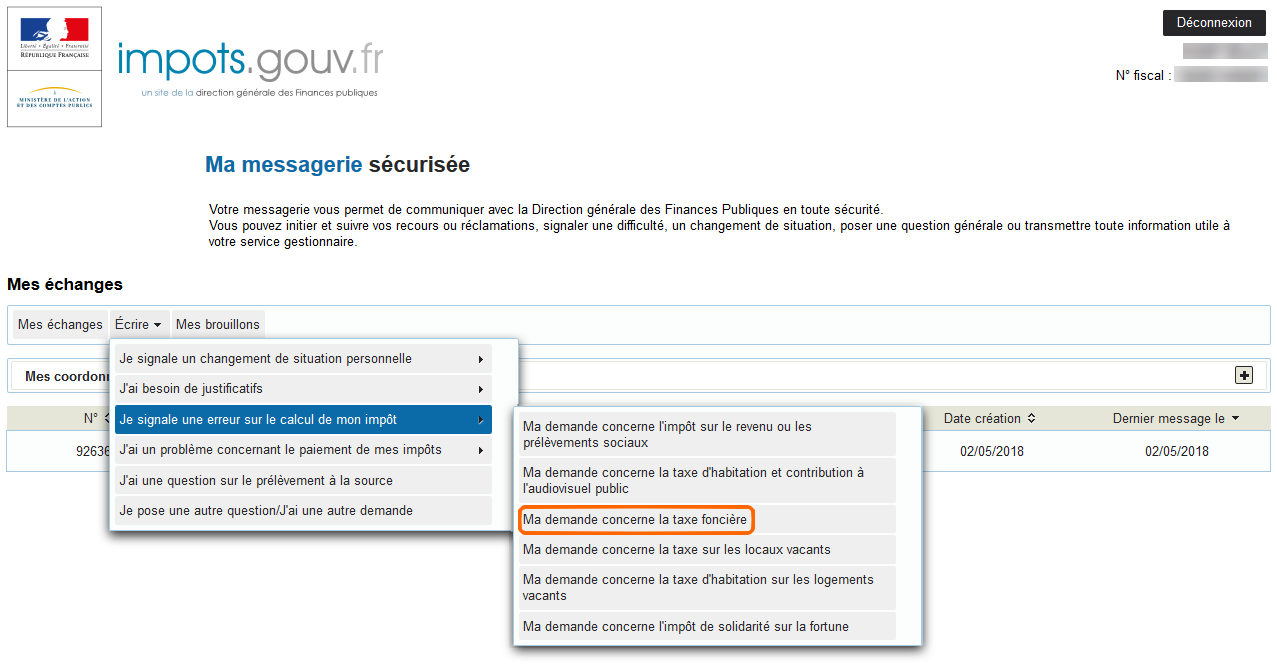 Liberté • Égalité • Fraternité
RÉPUBLIQUE FRANÇAISE
MINISTÈRE DE L'ACTION
ET DES COMPTES PUBLICS
impots.gouv.fr
un site de la direction générale des Finances publiques
Déconnexion
N° fiscal :
Ma messagerie sécurisée
Votre messagerie vous permet de communiquer avec la Direction générale des Finances Publiques en toute sécurité.
Vous pouvez initier et suivre vos recours ou réclamations, signaler une difficulté, un changement de situation, poser une question générale ou transmettre toute information utile à
votre service gestionnaire.
Mes échanges
Mes échanges Écrire Mes brouillons
Je signale un changement de situation personnelle
Mes coordonn
J'ai besoin de justificatifs
N°
Je signale une erreur sur le calcul de mon impôt
Date création
Dernier message le
92636
J'ai un problème concernant le paiement de mes impôts
02/05/2018
02/05/2018
J'ai une question sur le prélèvement à la source
Je pose une autre question/J'ai une autre demande
Ma demande concerne l'impôt sur le revenu ou les
prélèvements sociaux
Ma demande concerne la taxe d'habitation et contribution à
l'audiovisuel public
Ma demande concerne la taxe foncière
Ma demande concerne la taxe sur les locaux vacants
Ma demande concerne la taxe d'habitation sur les logements
vacants
Ma demande concerne l'impôt de solidarité sur la fortune